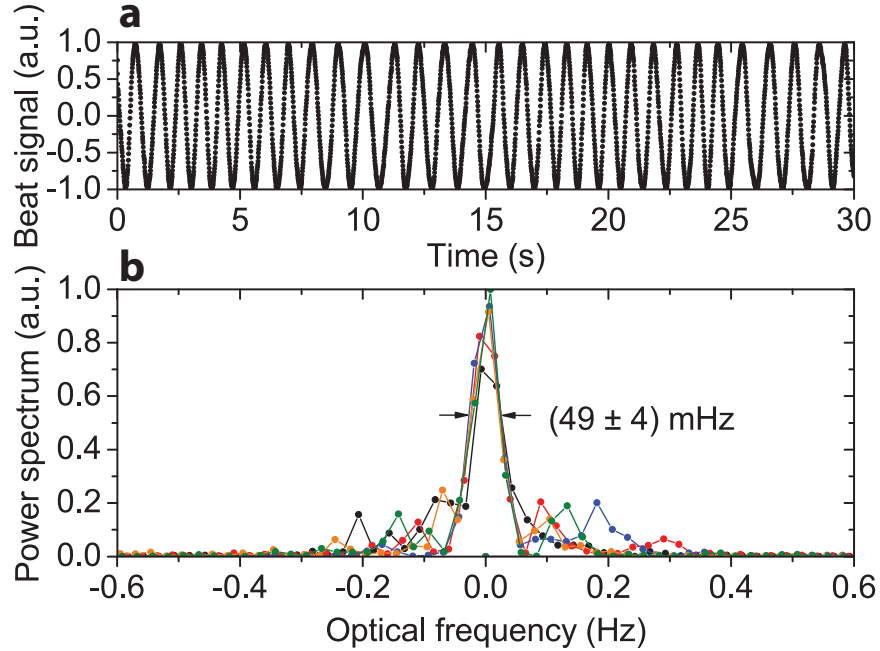 a
Beat signal (a.u.)
1.0
0.5
0.0
-0.5
-1.0
0 5 10 15 20 25 30
Time (s)
b
Power spectrum (a.u.)
1.0
0.8
0.6
0.4
0.2
0.0
(49 ± 4) mHz
-0.6 -0.4 -0.2 0.0 0.2 0.4 0.6
Optical frequency (Hz)